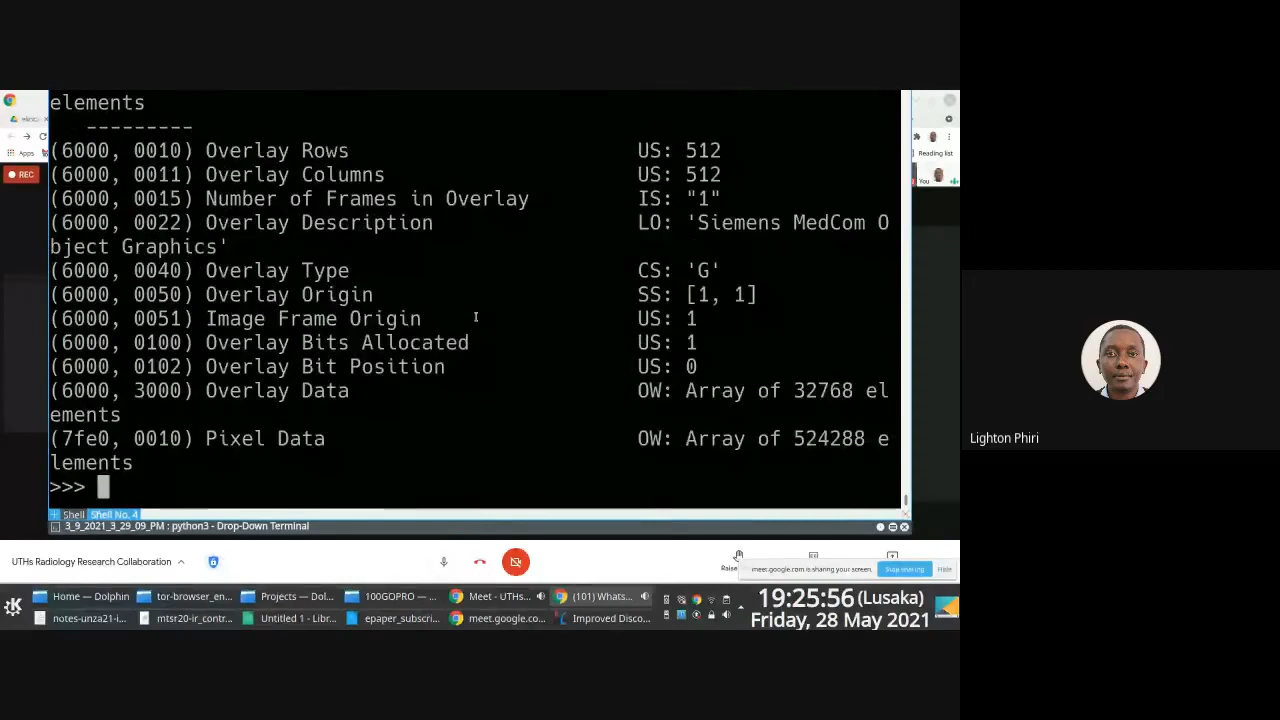 elements
---------
(6000, 0010) Overlay Rows US: 512
(6000, 0011) Overlay Columns US: 512
(6000, 0015) Number of Frames in Overlay IS: "1"
(6000, 0022) Overlay Description LO: 'Siemens MedCom O
bject Graphics'
(6000, 0040) Overlay Type CS: 'G'
(6000, 0050) Overlay Origin SS: [1, 1]
(6000, 0051) Image Frame Origin US: 1
(6000, 0100) Overlay Bits Allocated US: 1
(6000, 0102) Overlay Bit Position US: 0
(6000, 3000) Overlay Data OW: Array of 32768 el
ements
(7fe0, 0010) Pixel Data OW: Array of 524288 e
lements
>>>
Apps
REC
Reading list
You
Shell Shell No. 4
3_9_2021_3_29_09_PM : python3 - Drop-Down Terminal
Lighton Phiri
UTHs Radiology Research Collaboration
Raise
meet.google.com is sharing your screen. Stop sharing Hide
Home — Dolphin tor-browser_en... Projects — Dol... 100GOPRO — ... Meet - UTHs... (101) Whats...
notes-unza21-i... mtsr20-ir_contr... Untitled 1 - Libr... epaper_subscri... meet.google.co... Improved Disco...
19:25:56 (Lusaka)
Friday, 28 May 2021